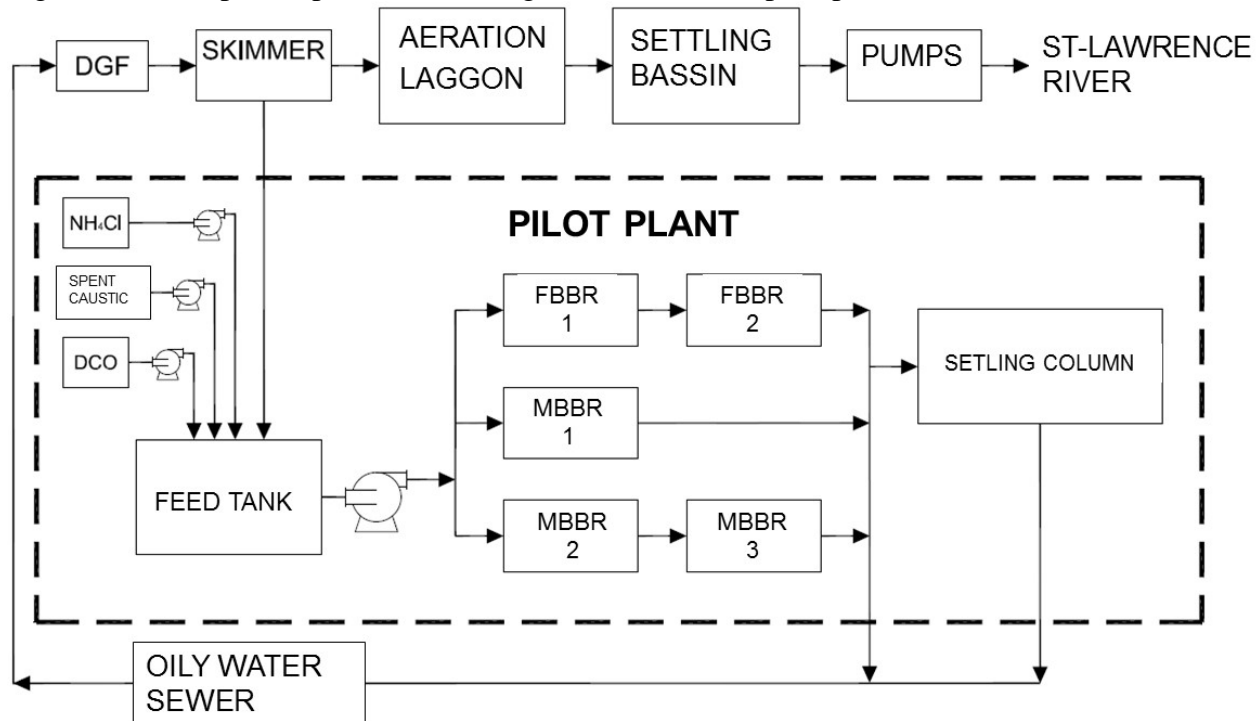 DGF
SKIMMER
AERATION
LAGGON
SETTLING
BASSIN
PUMPS
ST-LAWRENCE
RIVER
PILOT PLANT
NH₄Cl
SPENT
CAUSTIC
DCO
FEED TANK
FBBR
1
FBBR
2
MBBR
1
MBBR
2
MBBR
3
SETLING COLUMN
OILY WATER
SEWER